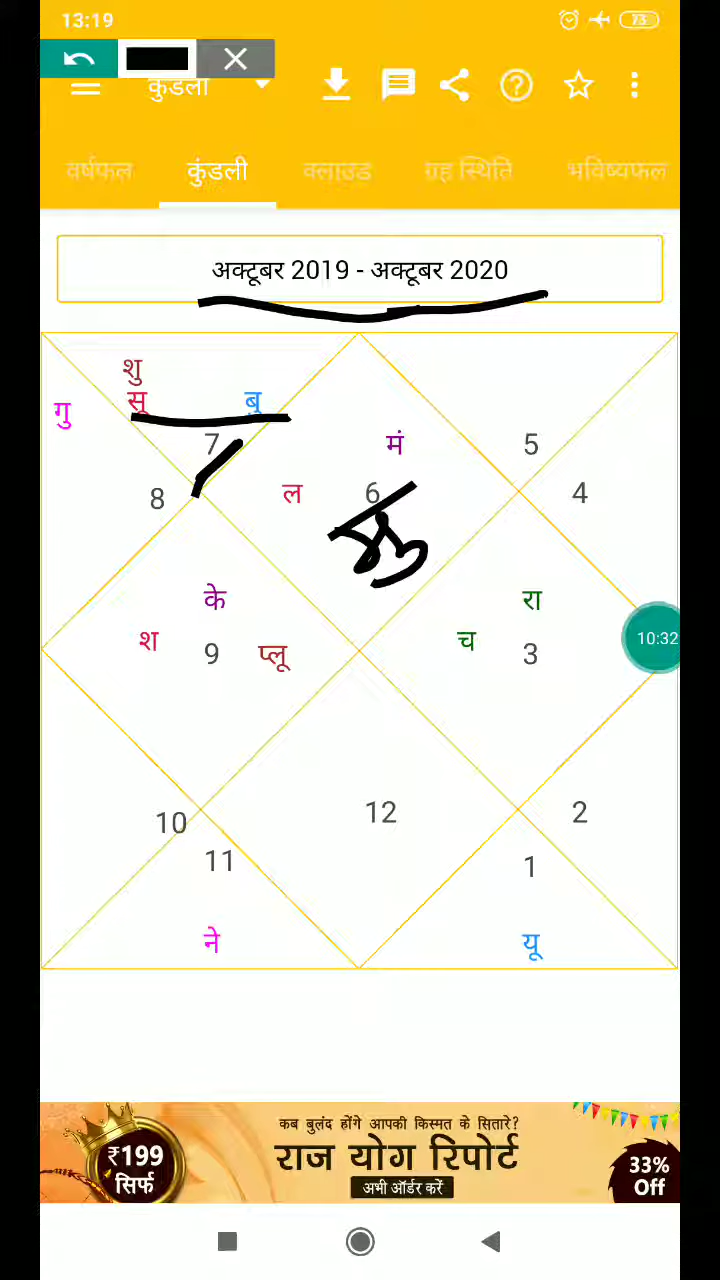 13:19
73
कुंडली
वर्षफल कुंडली क्लाउड ग्रह स्थिति भविष्यफल
अक्टूबर 2019 - अक्टूबर 2020
शु
गु सू बु
7 मं 5
8 ल 6 4
मु
के रा
श 9 प्लू च 3
10:32
10 12 2
11 1
ने यू
₹199 सिर्फ
कब बुलंद होंगे आपकी किस्मत के सितारे?
राज योग रिपोर्ट
अभी ऑर्डर करें
33% Off